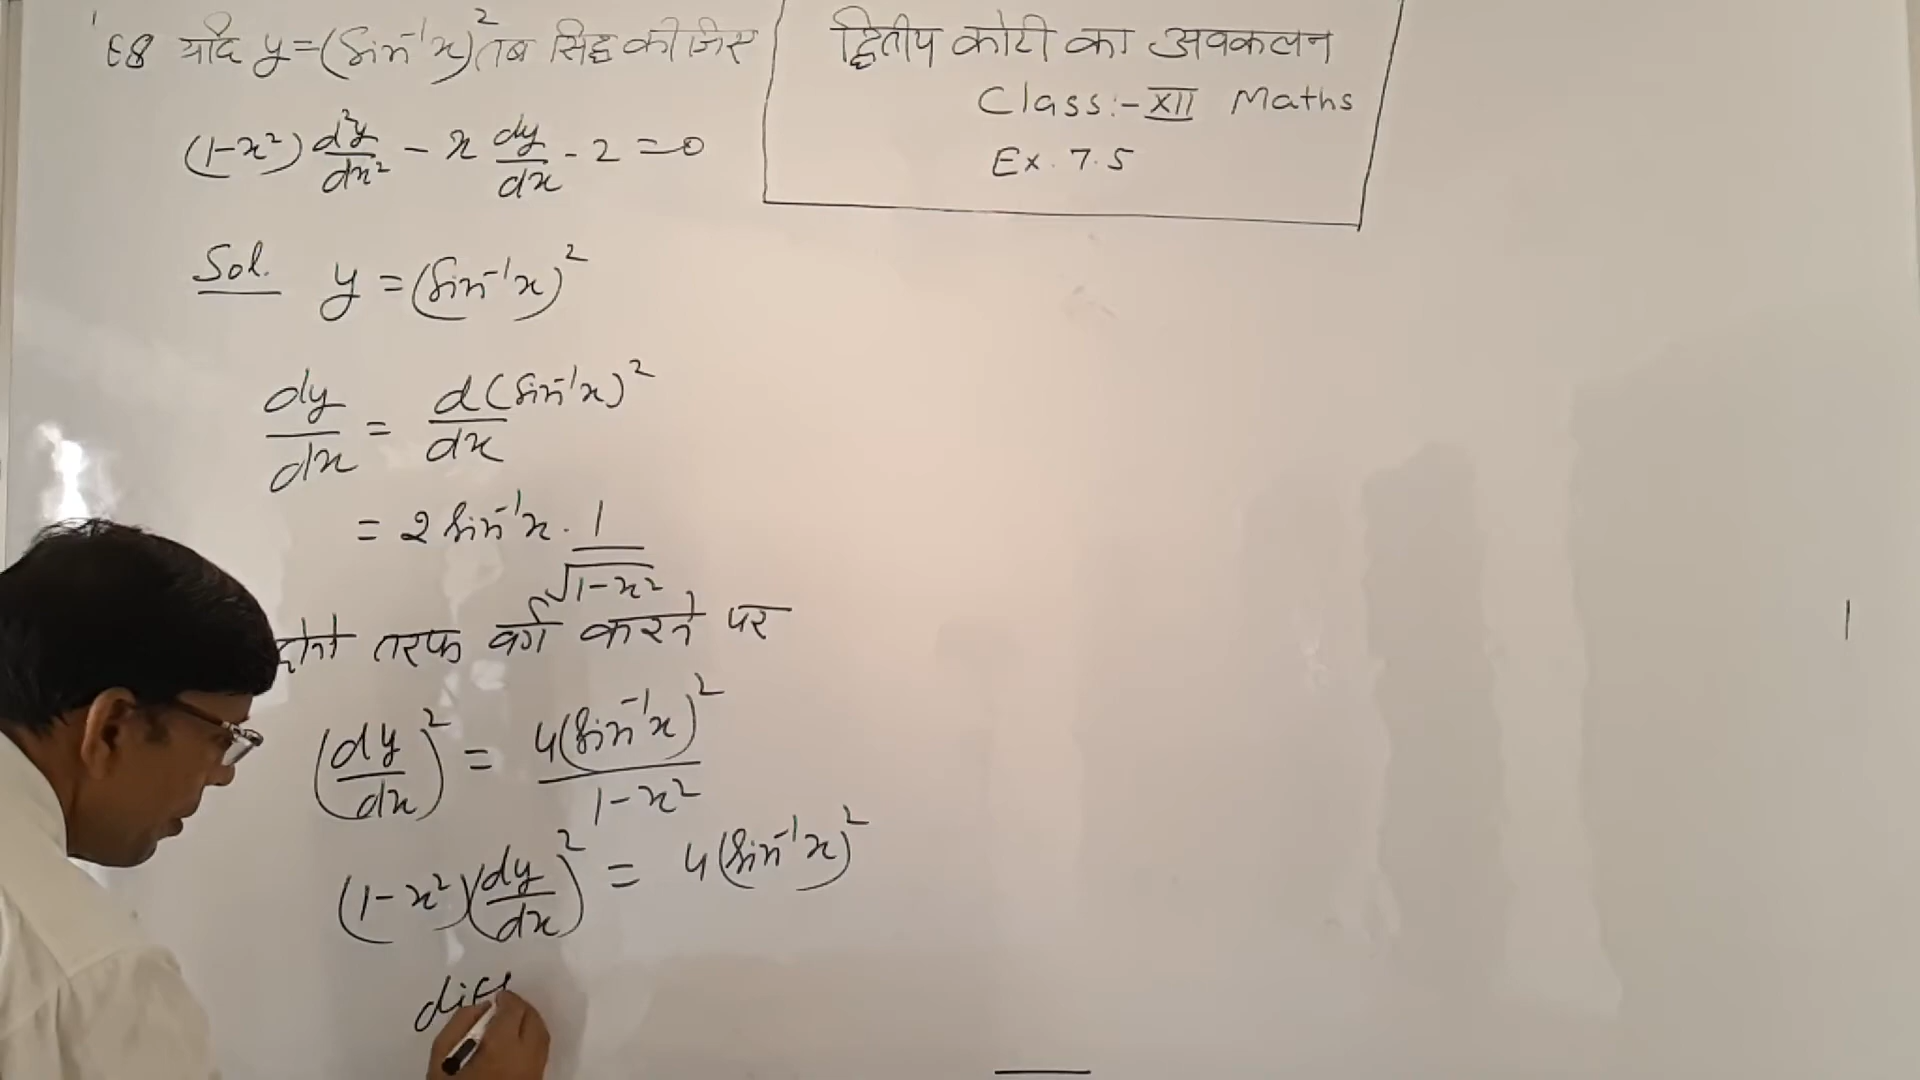 E8 यदि y=(sin⁻¹x)² तब सिद्ध कीजिए
(1-x²) d²y/dx² - x dy/dx - 2 = 0
द्वितीय कोटी का अवकलन
Class:- XII Maths
Ex. 7.5
Sol. y = (sin⁻¹x)²
dy/dx = d(sin⁻¹x)²/dx
= 2 sin⁻¹x . 1/√1-x²
दोनो तरफ वर्ग करने पर
(dy/dx)² = 4(sin⁻¹x)²/1-x²
(1-x²)(dy/dx)² = 4(sin⁻¹x)²
diff